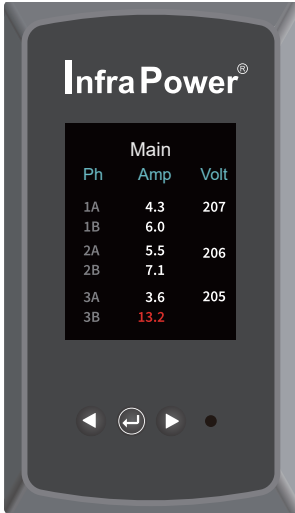 InfraPower®
Main
Ph Amp Volt
1A 4.3 207
1B 6.0
2A 5.5 206
2B 7.1
3A 3.6 205
3B 13.2